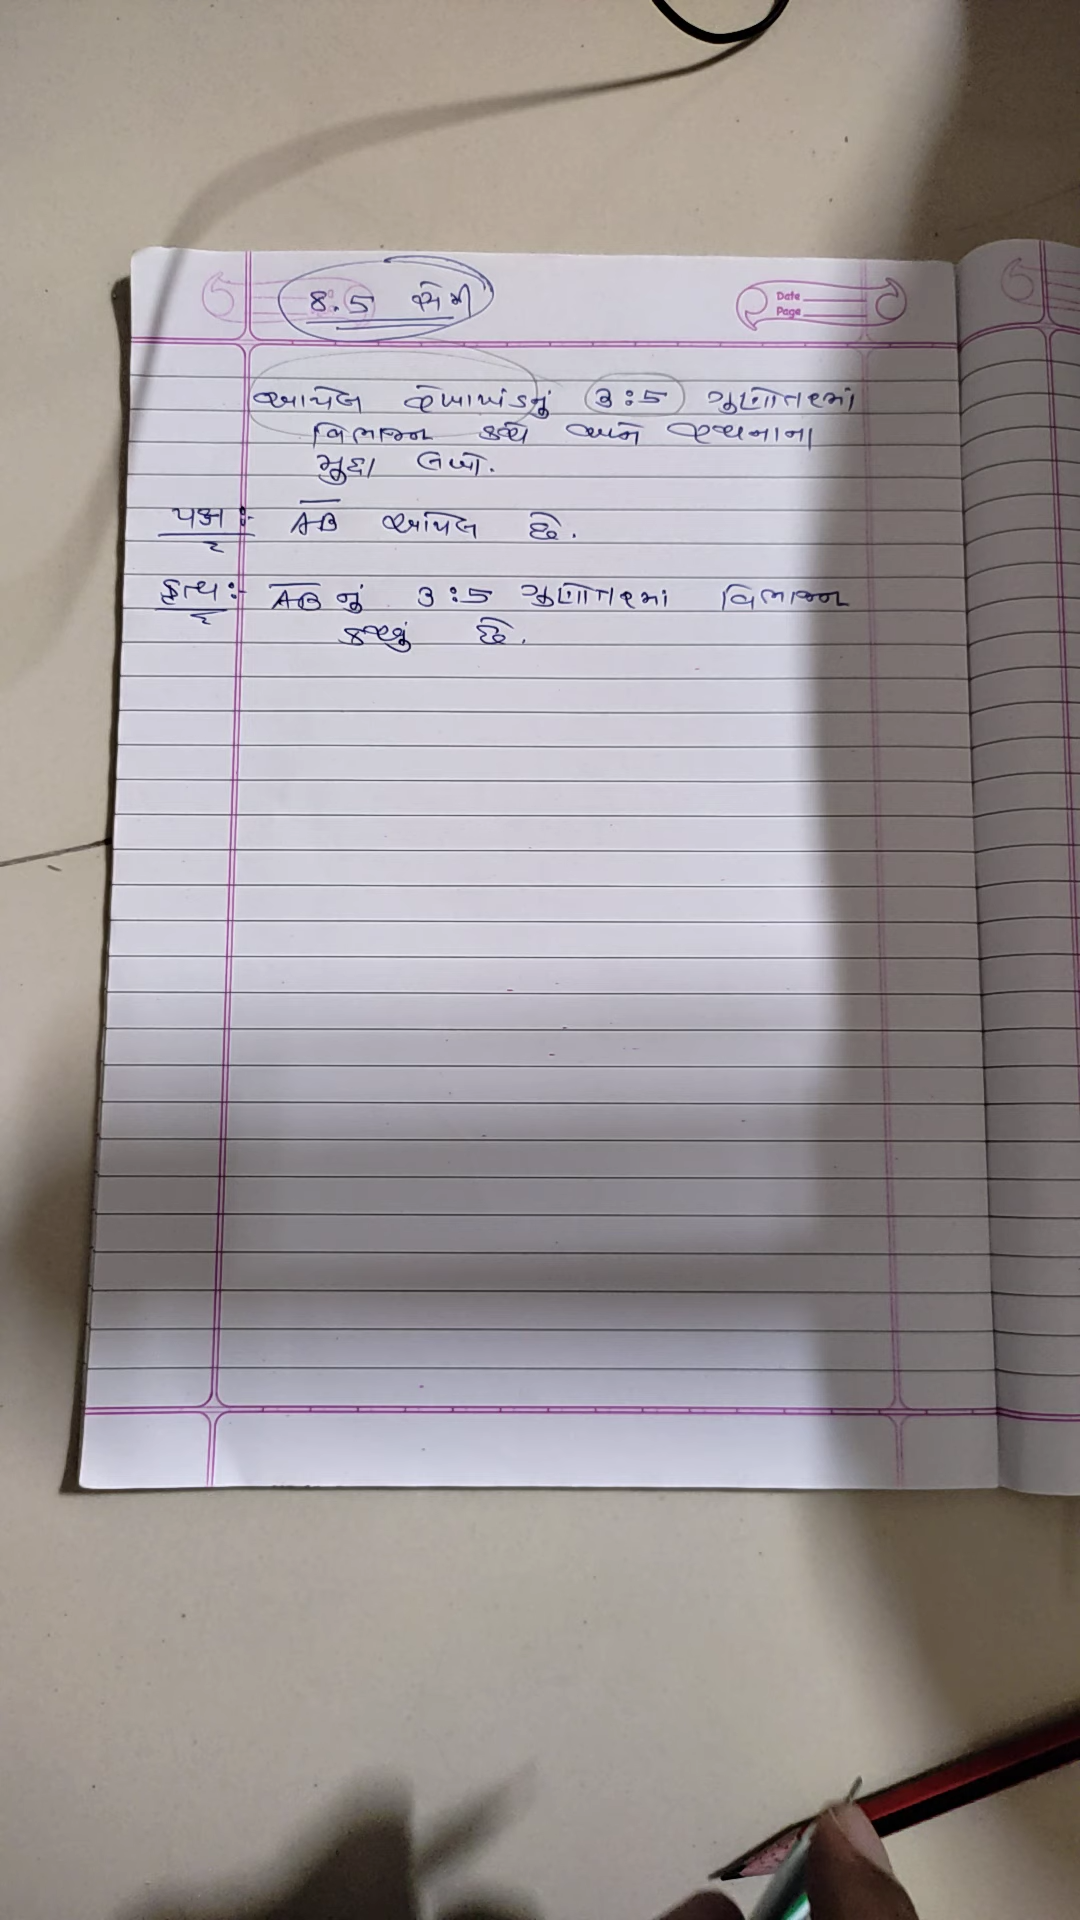 8.5 સેમી
Date
Page
આપેલ રેખાખંડનું 3:5 ગુણોત્તરમાં
વિભાજન કરો અને રચનાના
મુદ્દા લખો.
પક્ષ :- AB આપેલ છે.
કૃત્ય :- AB નું 3:5 ગુણોત્તરમાં વિભાજન
કરવું છે.